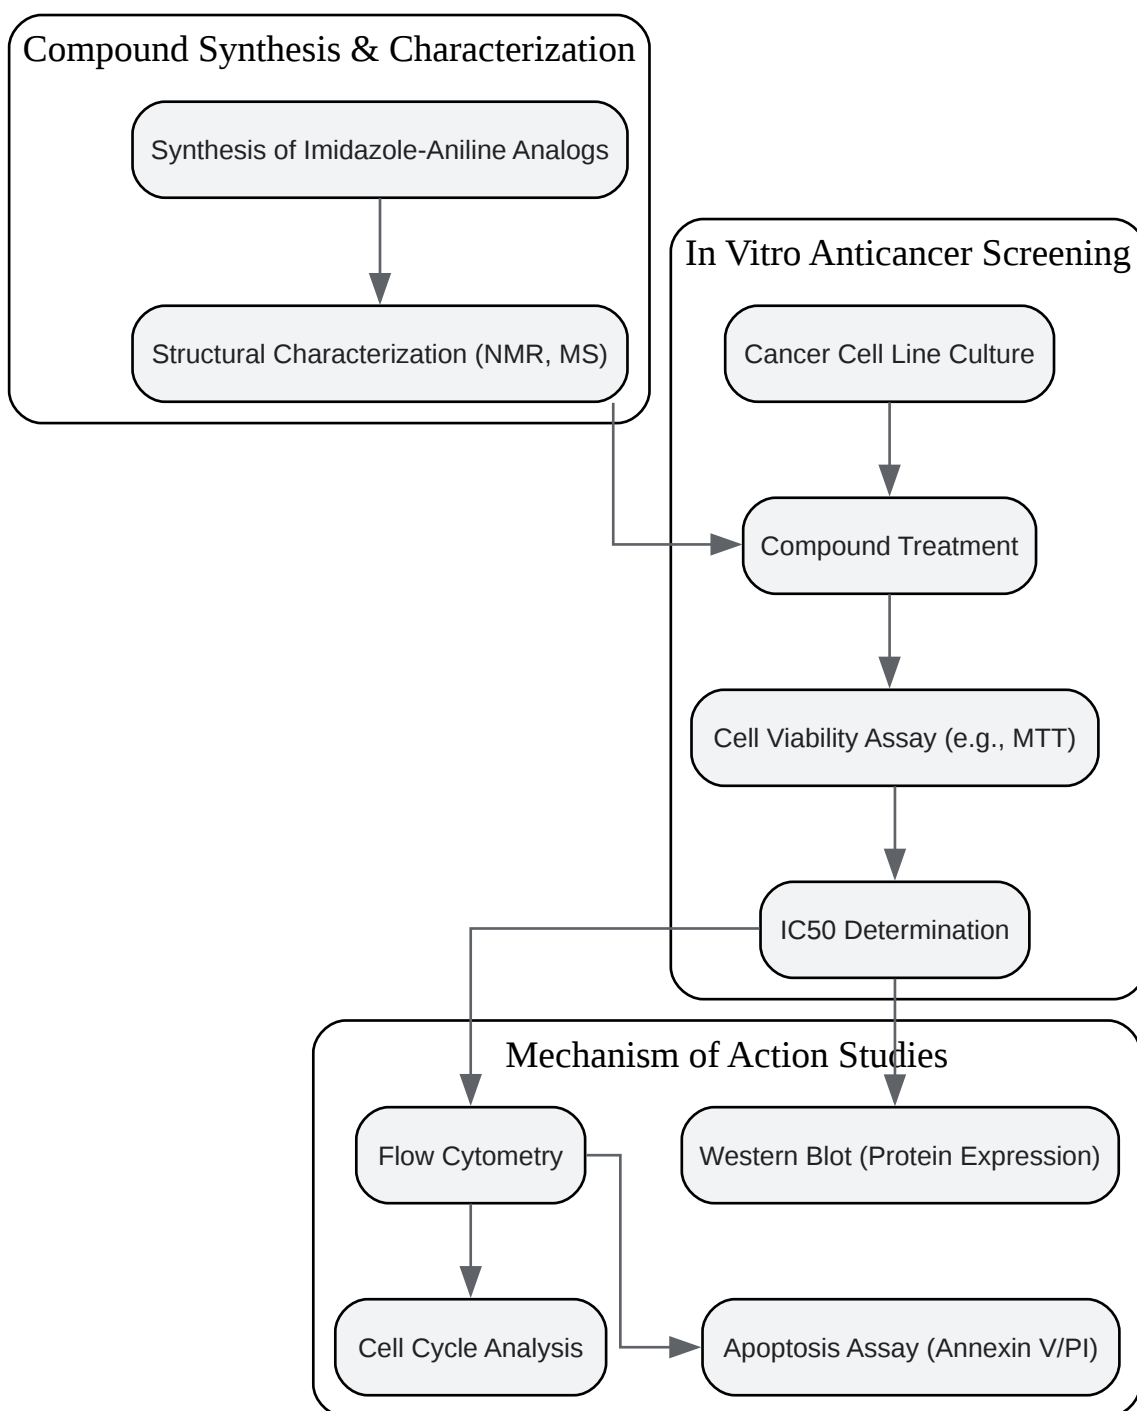 Compound Synthesis & Characterization
Synthesis of Imidazole-Aniline Analogs
Structural Characterization (NMR, MS)
In Vitro Anticancer Screening
Cancer Cell Line Culture
Compound Treatment
Cell Viability Assay (e.g., MTT)
IC50 Determination
Mechanism of Action Studies
Flow Cytometry
Western Blot (Protein Expression)
Cell Cycle Analysis
Apoptosis Assay (Annexin V/PI)